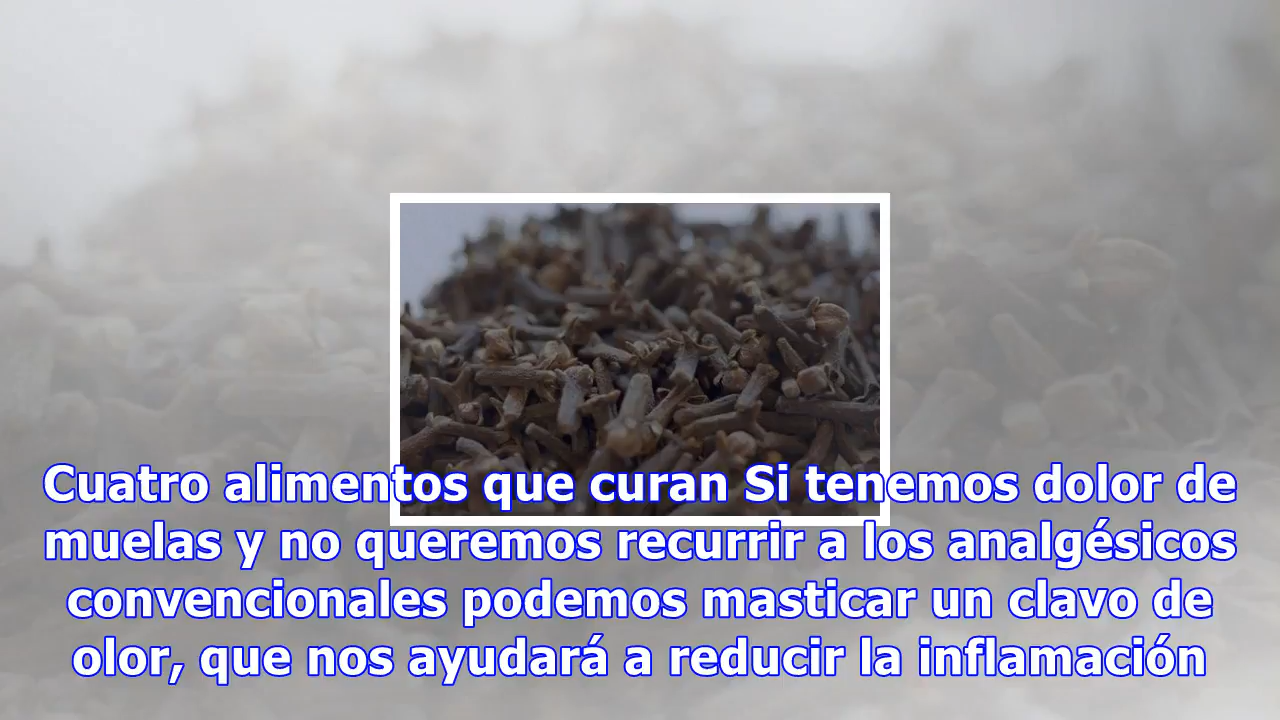 Cuatro alimentos que curan Si tenemos dolor de
muelas y no queremos recurrir a los analgésicos
convencionales podemos masticar un clavo de
olor, que nos ayudará a reducir la inflamación